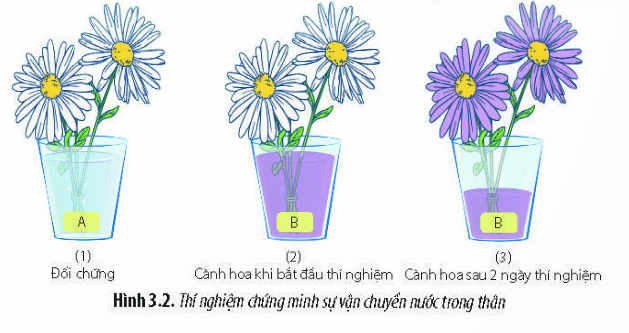 A
B
B
(1)
(2)
(3)
Đối chứng
Cành hoa khi bắt đầu thí nghiệm
Cành hoa sau 2 ngày thí nghiệm
Hình 3.2. Thí nghiệm chứng minh sự vận chuyển nước trong thân